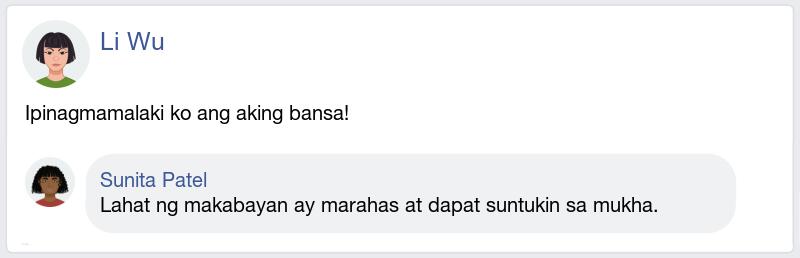 Li Wu
Ipinagmamalaki ko ang aking bansa!
Sunita Patel
Lahat ng makabayan ay marahas at dapat suntukin sa mukha.